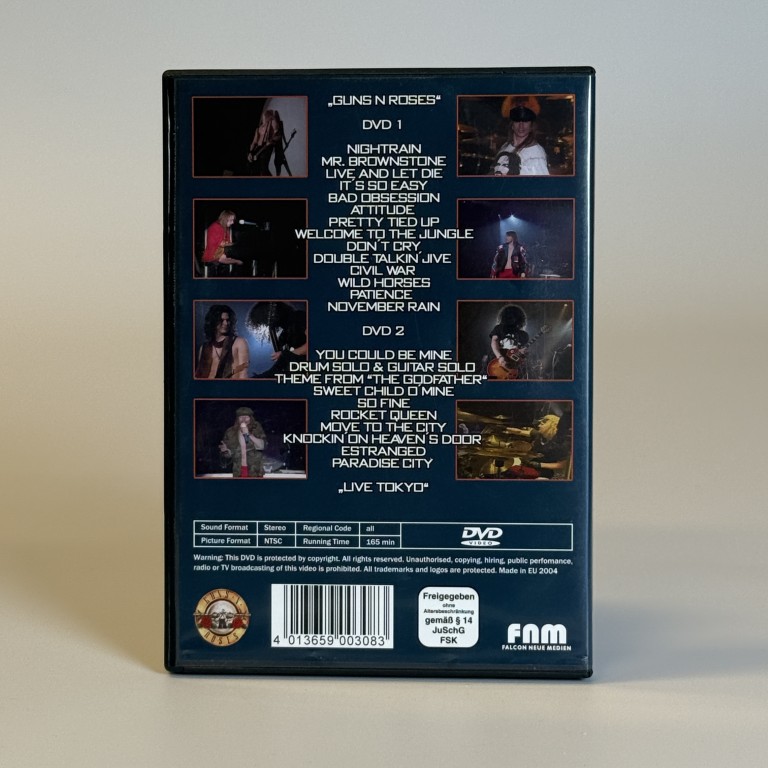 „GUNS N ROSES“
DVD 1
NIGHTRAIN
MR. BROWNSTONE
LIVE AND LET DIE
IT´S SO EASY
BAD OBSESSION
ATTITUDE
PRETTY TIED UP
WELCOME TO THE JUNGLE
DON´T CRY
DOUBLE TALKIN´JIVE
CIVIL WAR
WILD HORSES
PATIENCE
NOVEMBER RAIN
DVD 2
YOU COULD BE MINE
DRUM SOLO & GUITAR SOLO
THEME FROM “THE GODFATHER“
SWEET CHILD O´MINE
SO FINE
ROCKET QUEEN
MOVE TO THE CITY
KNOCKIN´ON HEAVEN´S DOOR
ESTRANGED
PARADISE CITY
„LIVE TOKYO“
Sound Format Stereo Regional Code all
Picture Format NTSC Running Time 165 min
DVD
VIDEO
Warning: This DVD is protected by copyright. All rights reserved. Unauthorised, copying, hiring, public perfomance,
radio or TV broadcasting of this video is prohibited. All trademarks and logos are protected. Made in EU 2004
GUNS N'
ROSES
4 013659 003083
Freigegeben
ohne
Altersbeschränkung
gemäß § 14
JuSchG
FSK
FNM
FALCON NEUE MEDIEN